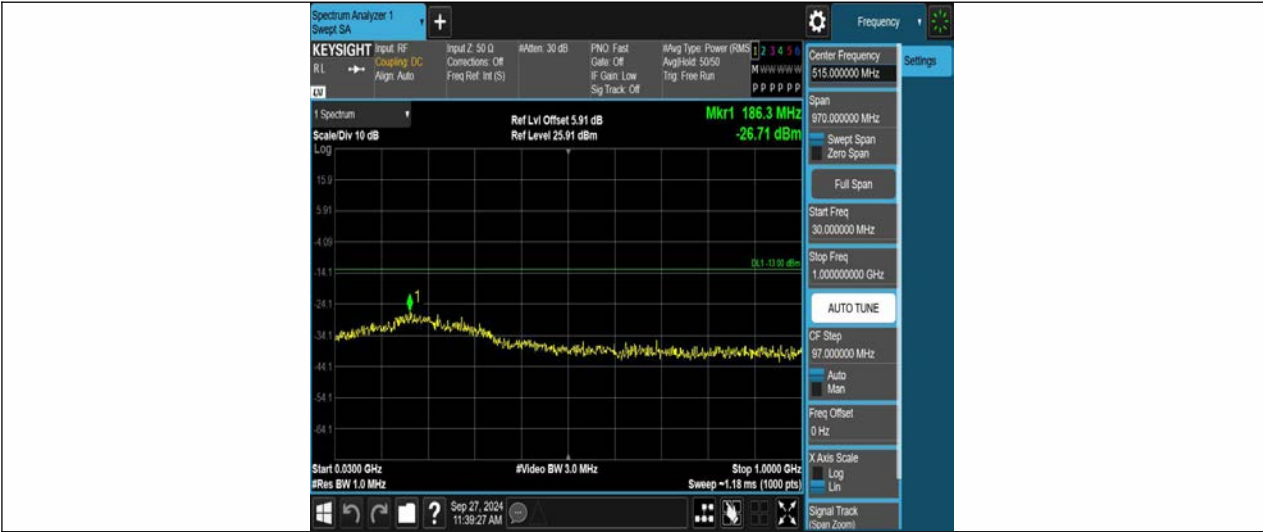 Spectrum Analyzer 1
Swept SA
+
Frequency
KEYSIGHT
RL
LXI
Input: RF
Coupling: DC
Align: Auto
Input Z: 50 Ω
Corrections: Off
Freq Ref: Int (S)
#Atten: 30 dB
PNO: Fast
Gate: Off
IF Gain: Low
Sig Track: Off
#Avg Type: Power (RMS
Avg|Hold: 50/50
Trig: Free Run
1 2 3 4 5 6
M W W W W W
P P P P P P
Center Frequency
515.000000 MHz
Settings
Span
970.000000 MHz
Swept Span
Zero Span
Full Span
Start Freq
30.000000 MHz
Stop Freq
1.000000000 GHz
AUTO TUNE
CF Step
97.000000 MHz
Auto
Man
Freq Offset
0 Hz
X Axis Scale
Log
Lin
Signal Track
(Span Zoom)
1 Spectrum
Scale/Div 10 dB
Log
Ref Lvl Offset 5.91 dB
Ref Level 25.91 dBm
Mkr1 186.3 MHz
-26.71 dBm
15.9
5.91
-4.09
DL1 -13.00 dBm
-14.1
-24.1
1
-34.1
-44.1
-54.1
-64.1
Start 0.0300 GHz
#Res BW 1.0 MHz
#Video BW 3.0 MHz
Stop 1.0000 GHz
Sweep ~1.18 ms (1000 pts)
?
Sep 27, 2024
11:39:27 AM